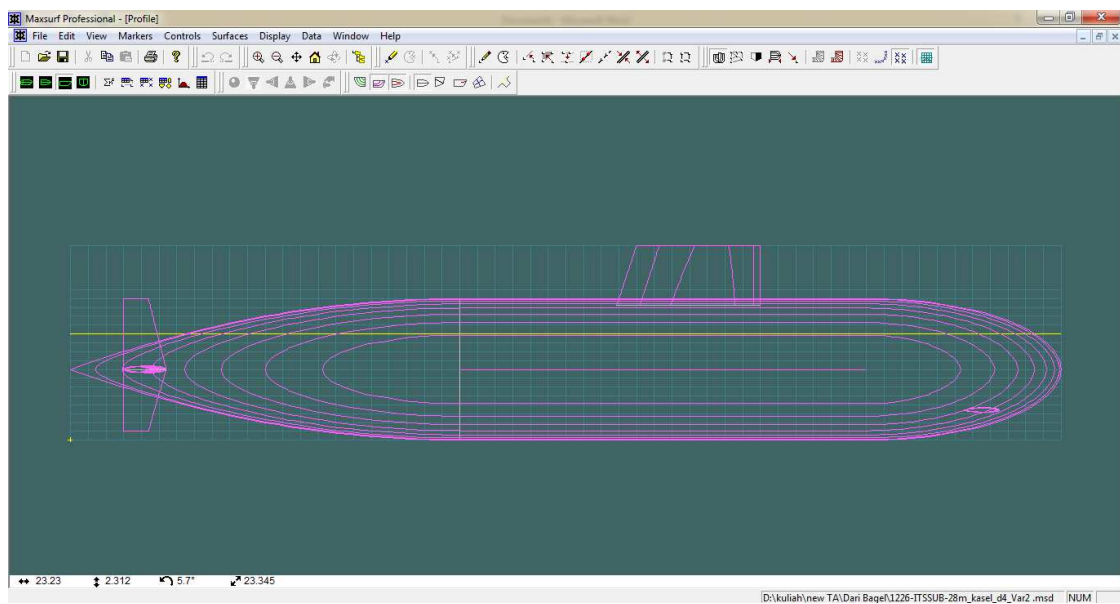 Maxsurf Professional - [Profile]
File Edit View Markers Controls Surfaces Display Data Window Help
23.23 2.312 5.7° 23.345
D:\kuliah\new TA\Dari Bagel\1226-ITSSUB-28m_kasel_d4_Var2 .msd NUM